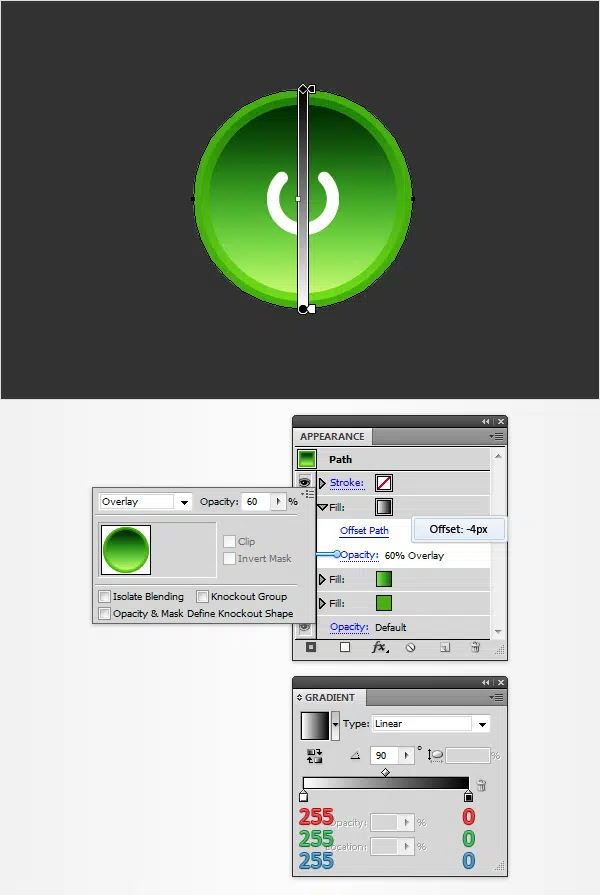 APPEARANCE
Path
Stroke:
Overlay Opacity: 60 %
Fill:
Offset Path
Offset: -4px
Clip
Invert Mask
Opacity: 60% Overlay
Fill:
Isolate Blending Knockout Group
Fill:
Opacity & Mask Define Knockout Shape
Opacity: Default
fx
GRADIENT
Type: Linear
90 ° %
255 Opacity: % 0
255 Location: % 0
255 0